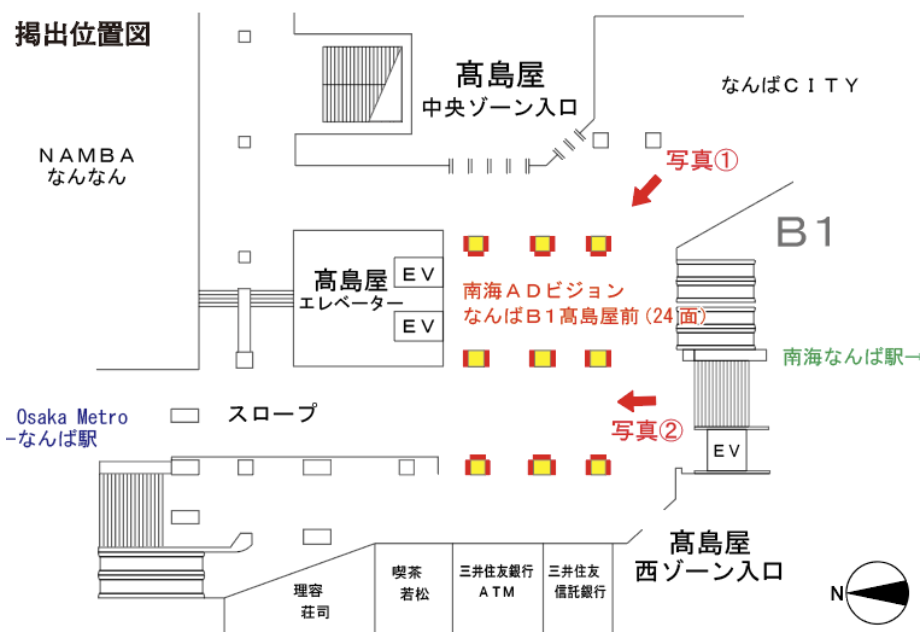 掲出位置図
髙島屋
中央ゾーン入口
なんばＣＩＴＹ
ＮＡＭＢＡ
なんなん
写真①
B1
髙島屋
エレベーター
ＥＶ
ＥＶ
南海ＡＤビジョン
なんばＢ１髙島屋前(24面)
南海なんば駅→
Osaka Metro
←なんば駅
スロープ
写真②
ＥＶ
髙島屋
西ゾーン入口
理容
荘司
喫茶
若松
三井住友銀行
ＡＴＭ
三井住友
信託銀行
N